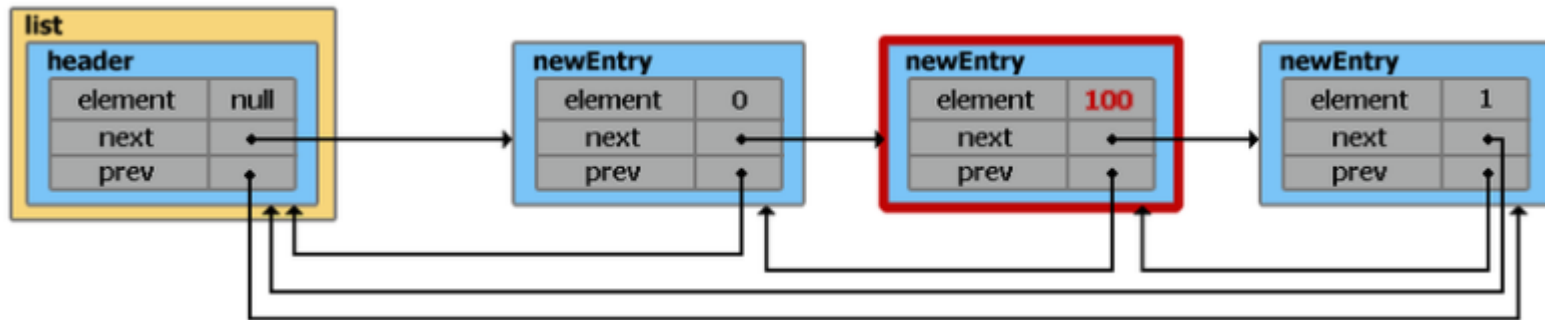 list
header
element null
next
prev
newEntry
element 0
next
prev
newEntry
element 100
next
prev
newEntry
element 1
next
prev